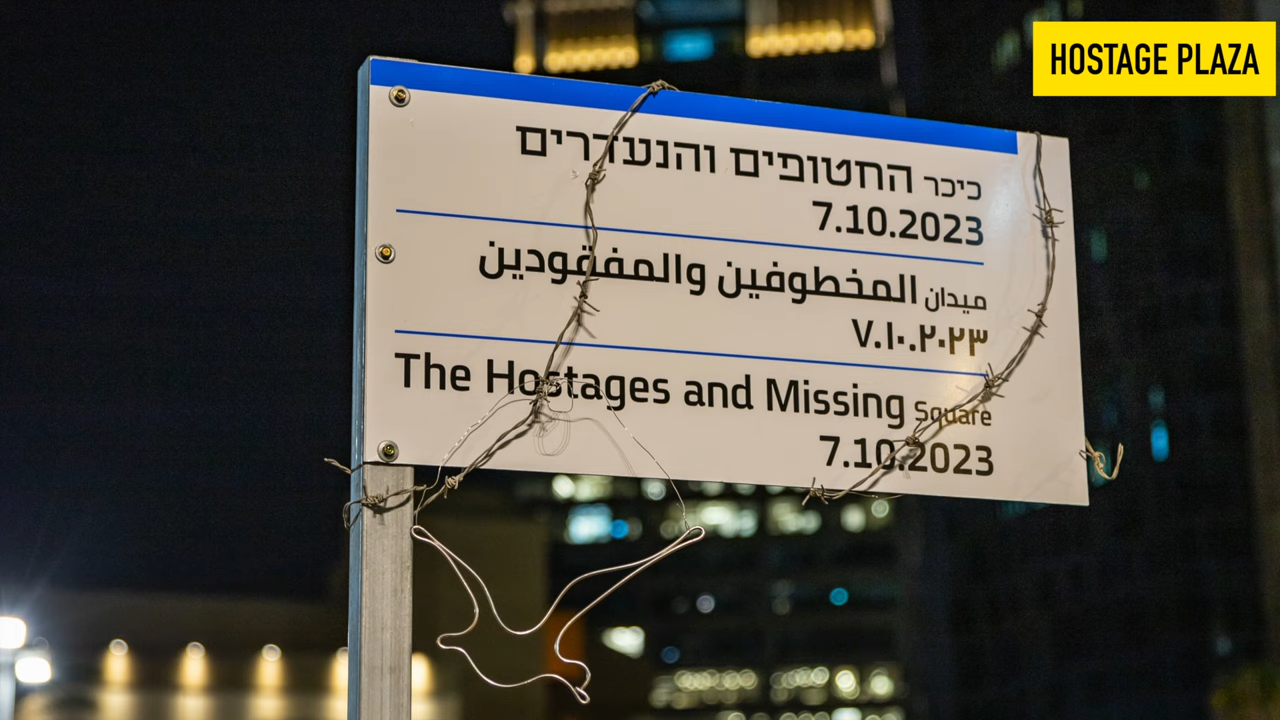 HOSTAGE PLAZA
כיכר החטופים והנעדרים
7.10.2023
ميدان المخطوفين والمفقودين
٧.١٠.٢٠٢٣
The Hostages and Missing Square
7.10.2023